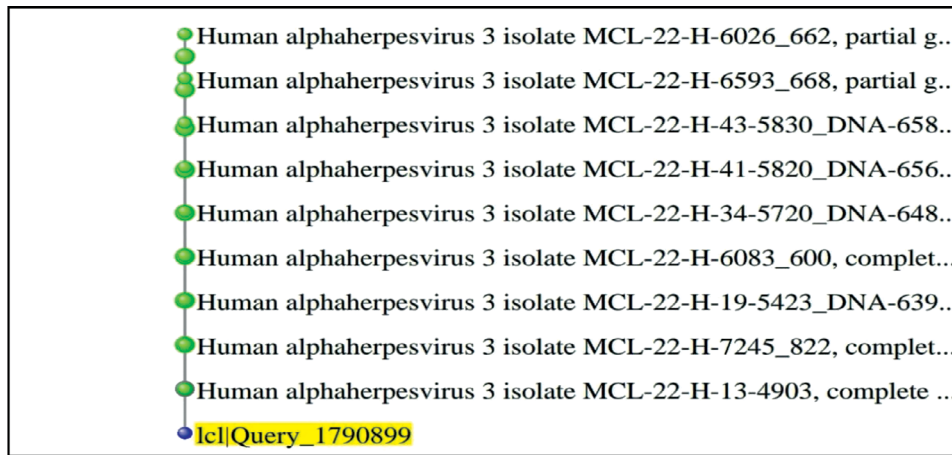 Human alphaherpesvirus 3 isolate MCL-22-H-6026_662, partial g...
Human alphaherpesvirus 3 isolate MCL-22-H-6593_668, partial g...
Human alphaherpesvirus 3 isolate MCL-22-H-43-5830_DNA-658...
Human alphaherpesvirus 3 isolate MCL-22-H-41-5820_DNA-656...
Human alphaherpesvirus 3 isolate MCL-22-H-34-5720_DNA-648...
Human alphaherpesvirus 3 isolate MCL-22-H-6083_600, complet...
Human alphaherpesvirus 3 isolate MCL-22-H-19-5423_DNA-639...
Human alphaherpesvirus 3 isolate MCL-22-H-7245_822, complet...
Human alphaherpesvirus 3 isolate MCL-22-H-13-4903, complete ...
lcl|Query_1790899